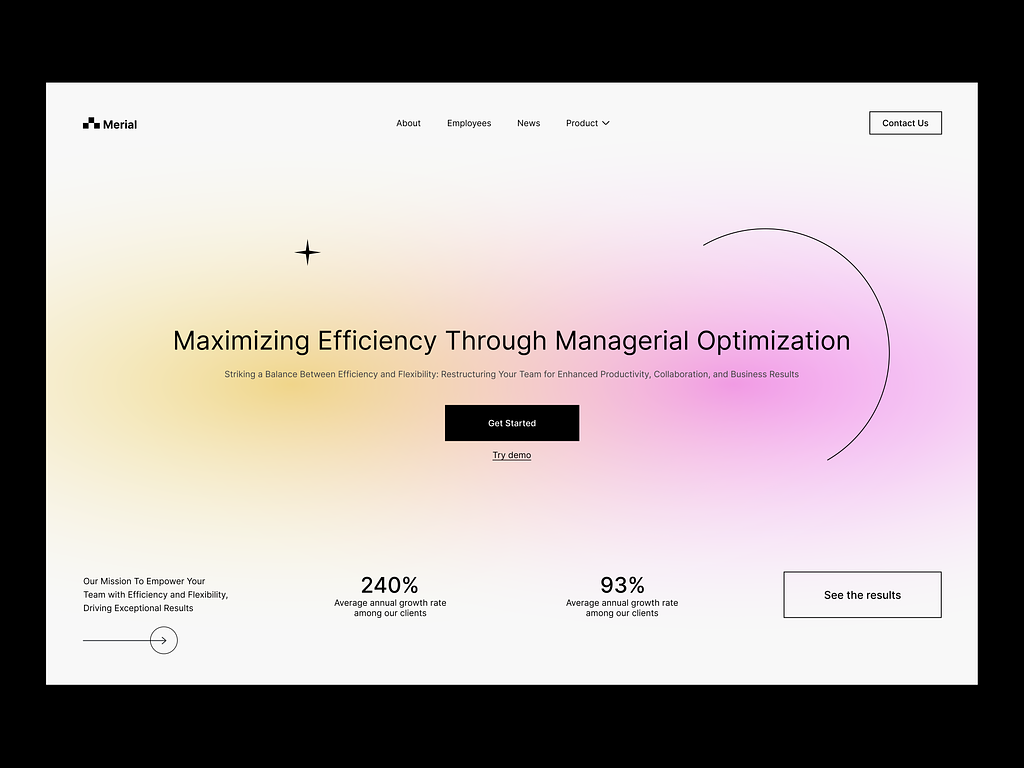 Merial
About
Employees
News
Product
Contact Us
Maximizing Efficiency Through Managerial Optimization
Striking a Balance Between Efficiency and Flexibility: Restructuring Your Team for Enhanced Productivity, Collaboration, and Business Results
Get Started
Try demo
Our Mission To Empower Your
Team with Efficiency and Flexibility,
Driving Exceptional Results
240%
Average annual growth rate
among our clients
93%
Average annual growth rate
among our clients
See the results